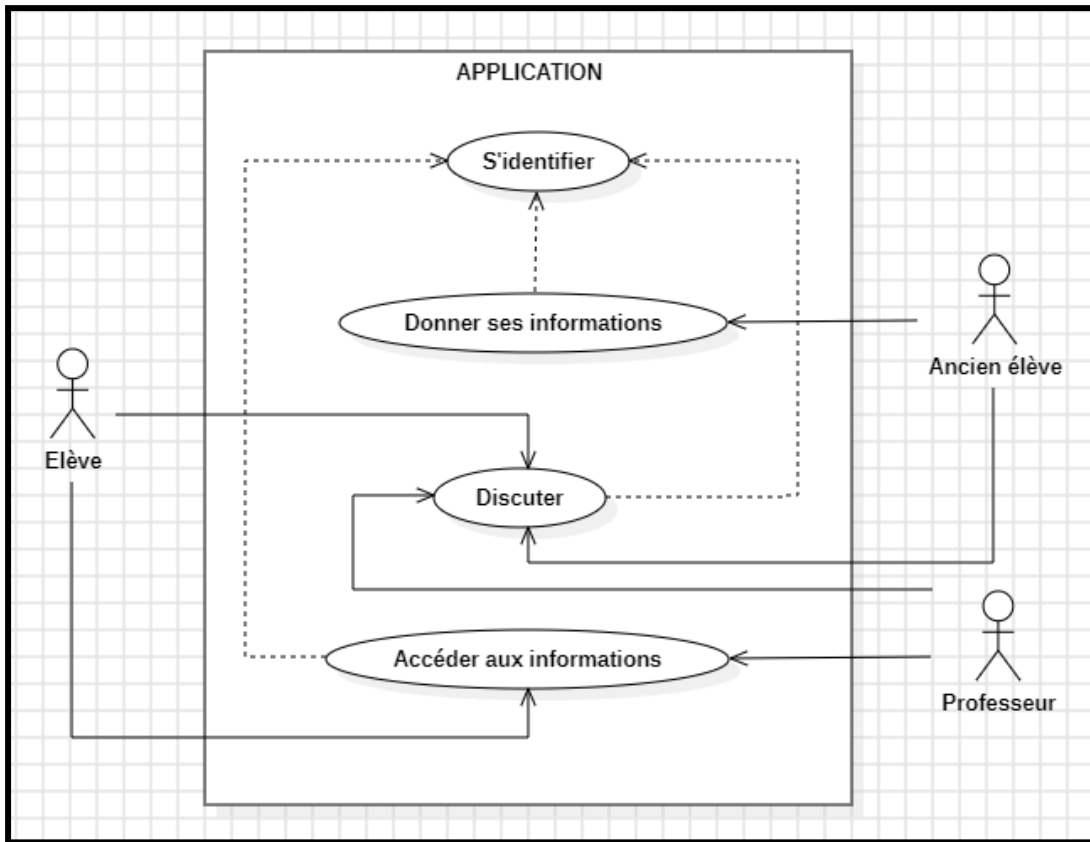 APPLICATION
S'identifier
Donner ses informations
Ancien élève
Elève
Discuter
Accéder aux informations
Professeur